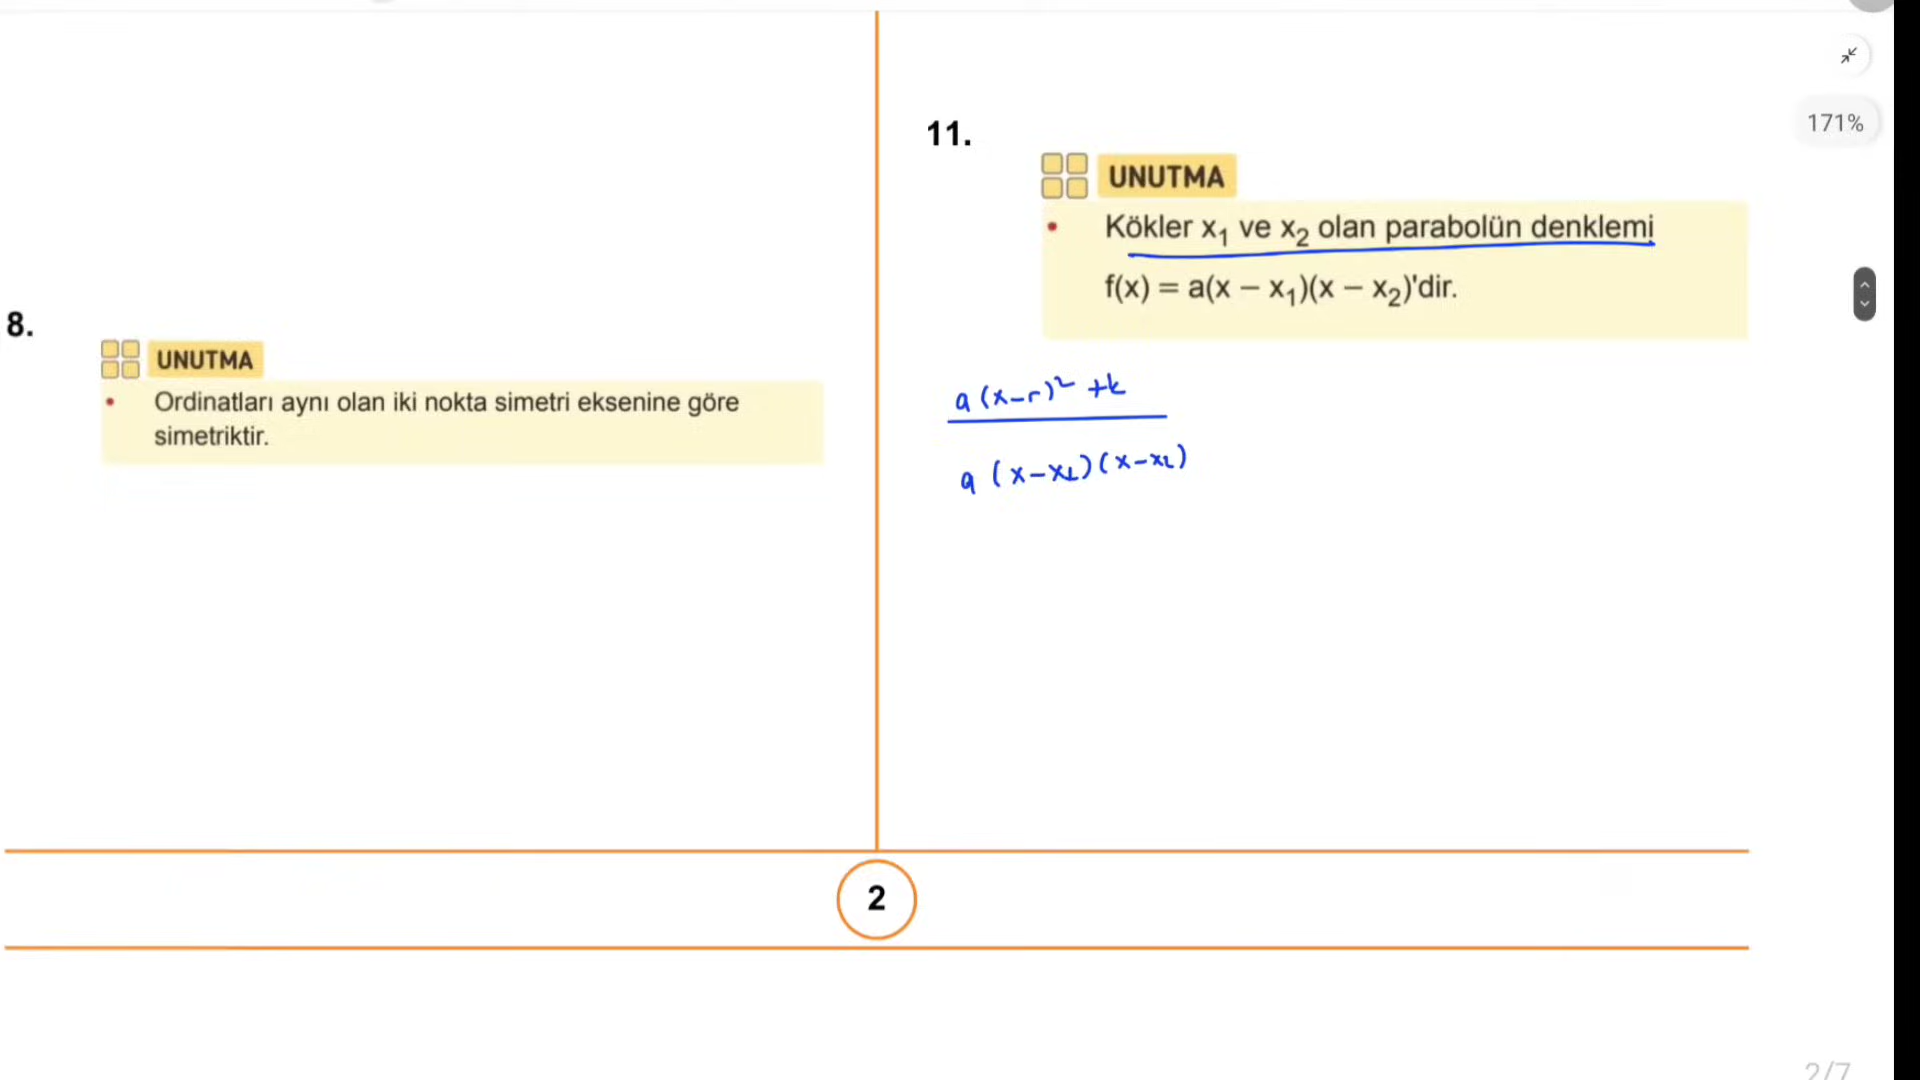 8.
UNUTMA
• Ordinatları aynı olan iki nokta simetri eksenine göre
simetriktir.
11.
UNUTMA
• Kökler x₁ ve x₂ olan parabolün denklemi
f(x) = a(x – x₁)(x – x₂)'dir.
a(x-r)² +k
a (x-x₁)(x-x₂)
2
171%
2/7